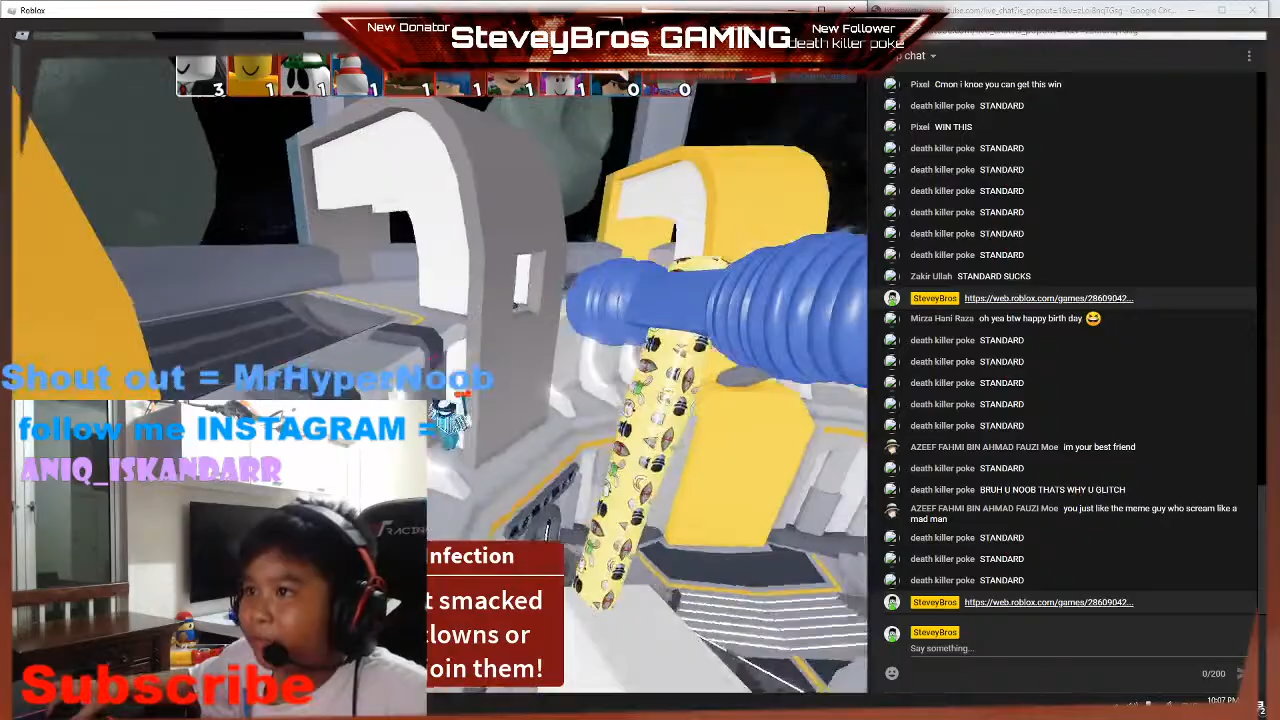 Roblox
New Donator
SteveyBros GAMING
New Follower
death killer poke
chat
3 1 1 1 1 1 1 0 0
Pixel Cmon i knoe you can get this win
death killer poke STANDARD
Pixel WIN THIS
death killer poke STANDARD
death killer poke STANDARD
death killer poke STANDARD
death killer poke STANDARD
death killer poke STANDARD
death killer poke STANDARD
Zakir Ullah STANDARD SUCKS
SteveyBros https://web.roblox.com/games/28609042...
Mirza Hani Raza oh yea btw happy birth day 😆
death killer poke STANDARD
death killer poke STANDARD
death killer poke STANDARD
death killer poke STANDARD
death killer poke STANDARD
AZEEF FAHMI BIN AHMAD FAUZI Moe im your best friend
death killer poke STANDARD
death killer poke BRUH U NOOB THATS WHY U GLITCH
AZEEF FAHMI BIN AHMAD FAUZI Moe you just like the meme guy who scream like a
mad man
death killer poke STANDARD
death killer poke STANDARD
death killer poke STANDARD
SteveyBros https://web.roblox.com/games/28609042...
SteveyBros
Say something...
0/200
10:07 PM
Shout out = MrHyperNoob
follow me INSTAGRAM =
ANIQ_ISKANDARR
nfection
t smacked
clowns or
oin them!
Subscribe